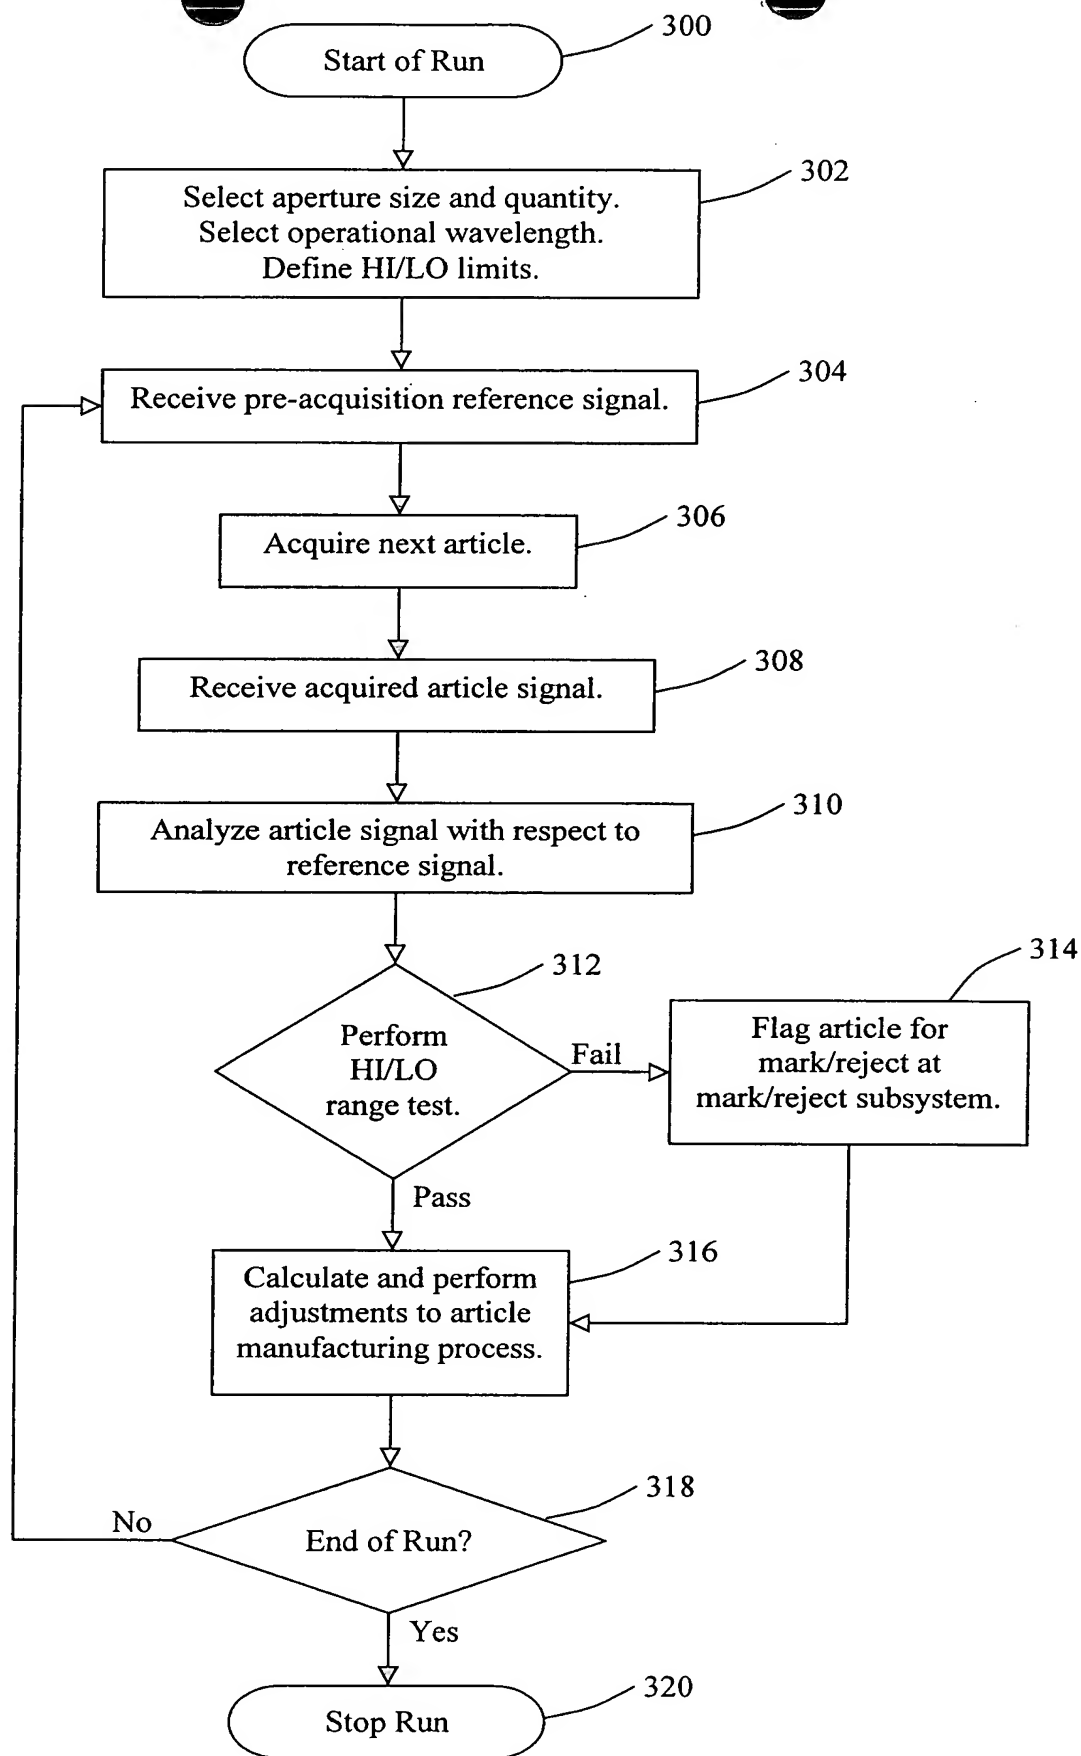 300
Start of Run
302
Select aperture size and quantity.
Select operational wavelength.
Define HI/LO limits.
304
Receive pre-acquisition reference signal.
306
Acquire next article.
308
Receive acquired article signal.
310
Analyze article signal with respect to
reference signal.
312
314
Perform
HI/LO
range test.
Fail
Flag article for
mark/reject at
mark/reject subsystem.
Pass
316
Calculate and perform
adjustments to article
manufacturing process.
318
No
End of Run?
Yes
320
Stop Run